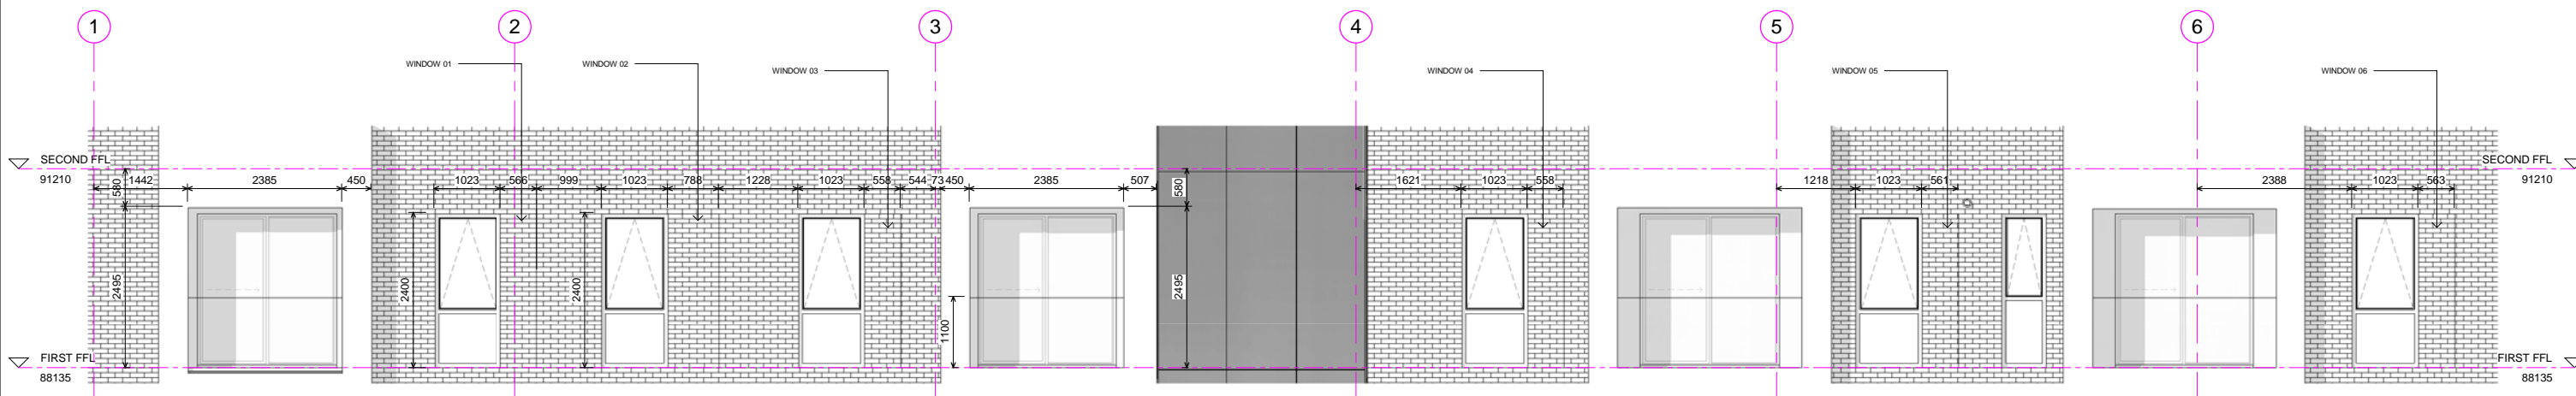 1 2 3 4 5 6
WINDOW 01 WINDOW 02 WINDOW 03 WINDOW 04 WINDOW 05 WINDOW 06
SECOND FFL SECOND FFL
91210 1442 2385 450 1023 566 999 1023 788 1228 1023 558 544 73 450 2385 507 1621 1023 558 1218 1023 561 2388 1023 563 91210
580 580
2495 2400 2400 2495
1100
FIRST FFL FIRST FFL
88135 88135